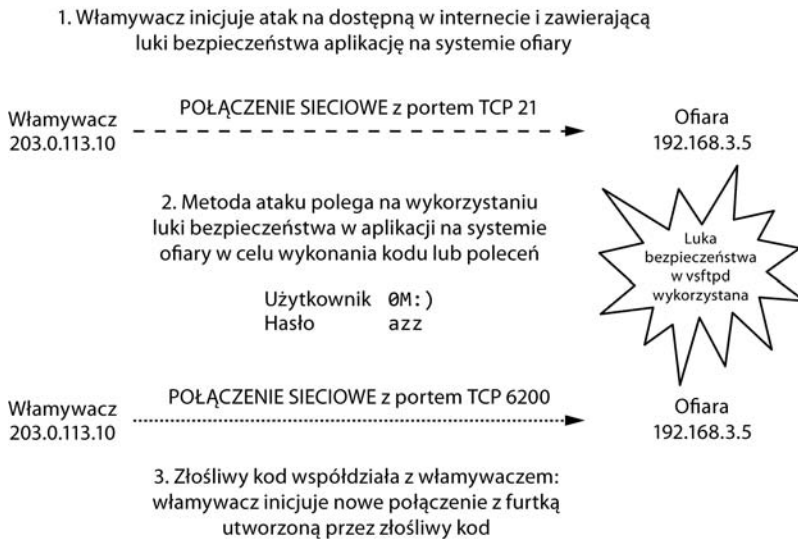 1. Włamywacz inicjuje atak na dostępną w internecie i zawierającą
luki bezpieczeństwa aplikację na systemie ofiary
POŁĄCZENIE SIECIOWE z portem TCP 21
Włamywacz
203.0.113.10
Ofiara
192.168.3.5
2. Metoda ataku polega na wykorzystaniu
luki bezpieczeństwa w aplikacji na systemie
ofiary w celu wykonania kodu lub poleceń
Luka
bezpieczeństwa
w vsftpd
wykorzystana
Użytkownik 0M:)
Hasło azz
POŁĄCZENIE SIECIOWE z portem TCP 6200
Włamywacz
203.0.113.10
Ofiara
192.168.3.5
3. Złośliwy kod współdziała z włamywaczem:
włamywacz inicjuje nowe połączenie z furtką
utworzoną przez złośliwy kod